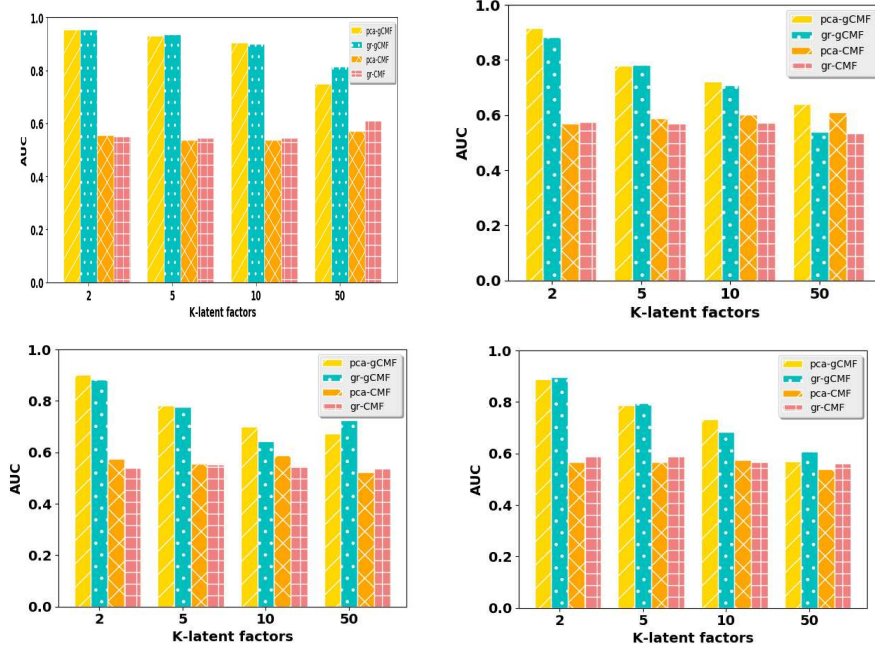 1.0
0.8
0.6
0.4
0.2
0.0
AUC
2
5
10
50
K-latent factors
pca-gCMF
gr-gCMF
pca-CMF
gr-CMF
1.0
0.8
0.6
0.4
0.2
0.0
AUC
2
5
10
50
K-latent factors
pca-gCMF
gr-gCMF
pca-CMF
gr-CMF
1.0
0.8
0.6
0.4
0.2
0.0
AUC
2
5
10
50
K-latent factors
pca-gCMF
gr-gCMF
pca-CMF
gr-CMF
1.0
0.8
0.6
0.4
0.2
0.0
AUC
2
5
10
50
K-latent factors
pca-gCMF
gr-gCMF
pca-CMF
gr-CMF